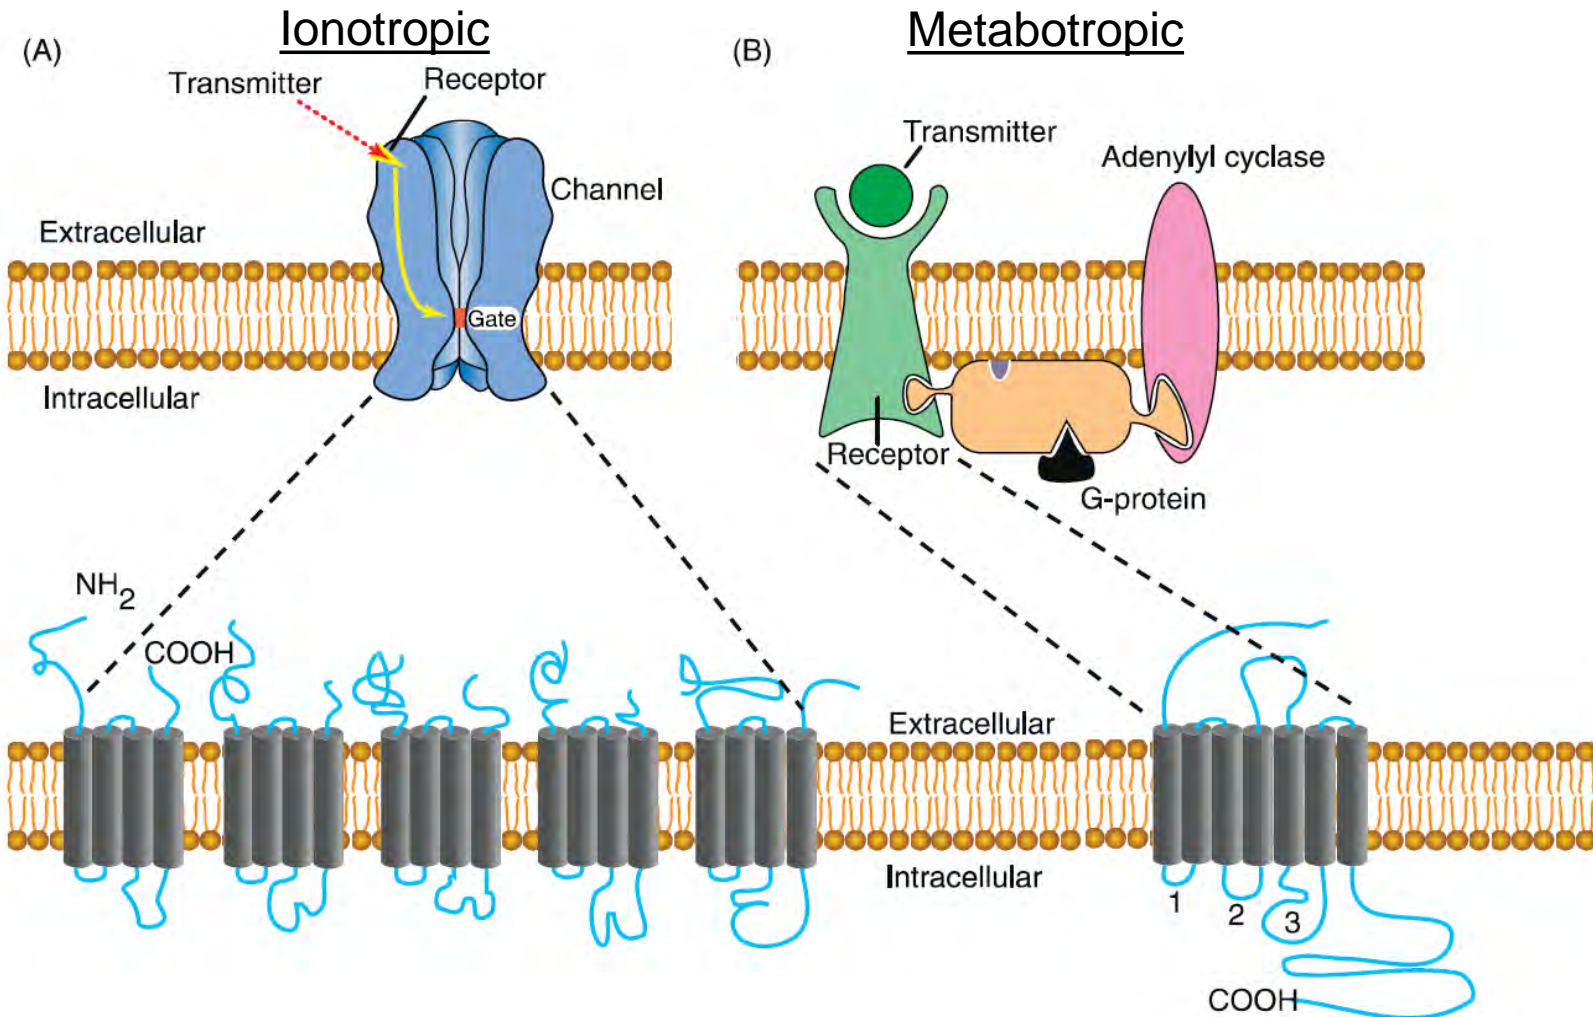 Ionotropic
Metabotropic
(A)
(B)
Transmitter
Receptor
Channel
Extracellular
Gate
Intracellular
Transmitter
Adenylyl cyclase
Receptor
G-protein
NH2
COOH
Extracellular
Intracellular
1
2
3
COOH